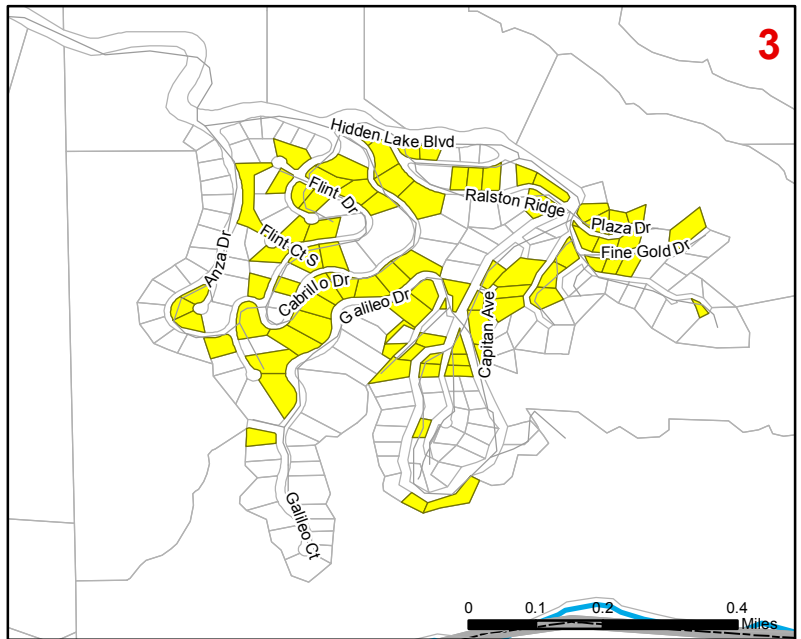 3
Hidden Lake Blvd
Ralston Ridge
Flint Dr
Plaza Dr
Fine Gold Dr
Flint Ct S
Anza Dr
Cabrillo Dr
Galileo Dr
Capitan Ave
Galileo Ct
0 0.1 0.2 0.4
Miles